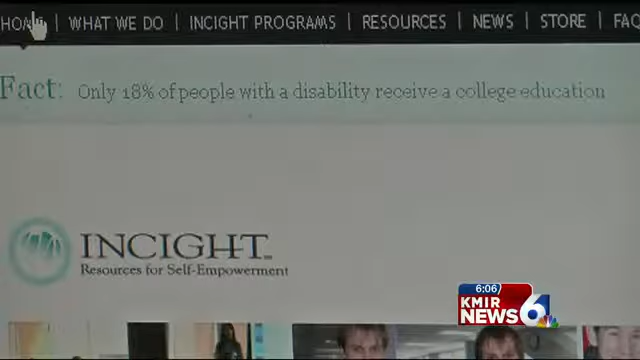 HOME | WHAT WE DO | INCIGHT PROGRAMS | RESOURCES | NEWS | STORE | FAQ
Fact: Only 18% of people with a disability receive a college education
INCIGHT
Resources for Self-Empowerment
6:06
KMIR
NEWS 6